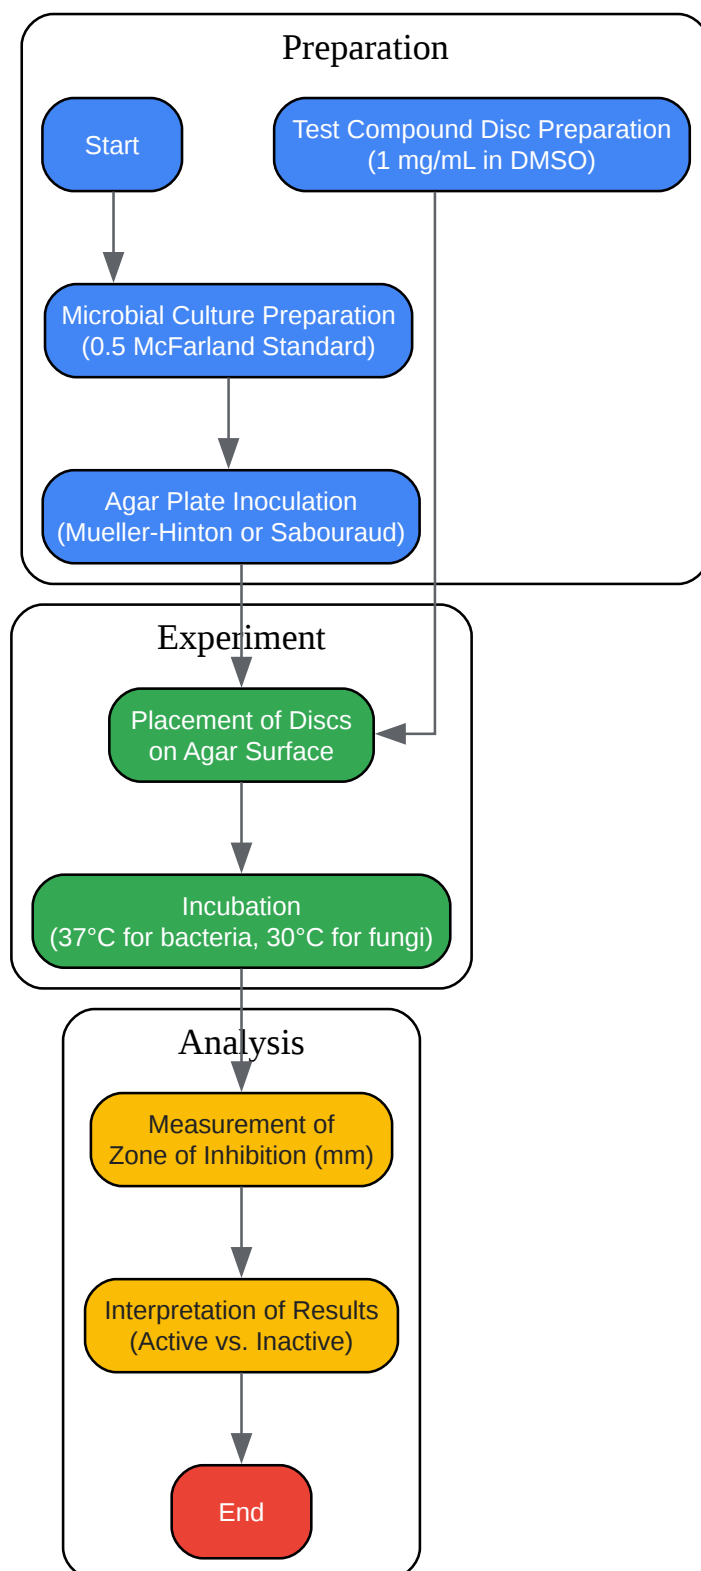 Preparation
Start
Test Compound Disc Preparation
(1 mg/mL in DMSO)
Microbial Culture Preparation
(0.5 McFarland Standard)
Agar Plate Inoculation
(Mueller-Hinton or Sabouraud)
Experiment
Placement of Discs
on Agar Surface
Incubation
(37°C for bacteria, 30°C for fungi)
Analysis
Measurement of
Zone of Inhibition (mm)
Interpretation of Results
(Active vs. Inactive)
End